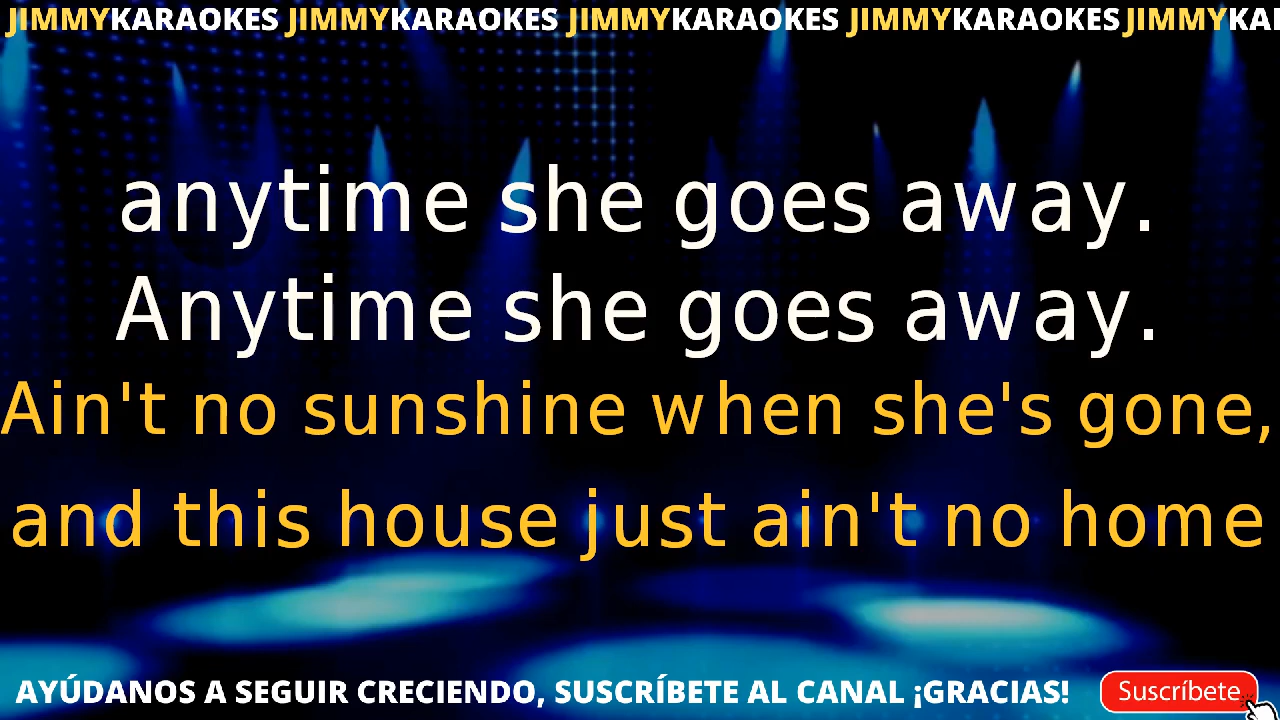 JIMMYKARAOKES JIMMYKARAOKES JIMMYKARAOKES JIMMYKARAOKES JIMMYKA
anytime she goes away.
Anytime she goes away.
Ain't no sunshine when she's gone,
and this house just ain't no home
AYÚDANOS A SEGUIR CRECIENDO, SUSCRÍBETE AL CANAL ¡GRACIAS!
Suscríbete